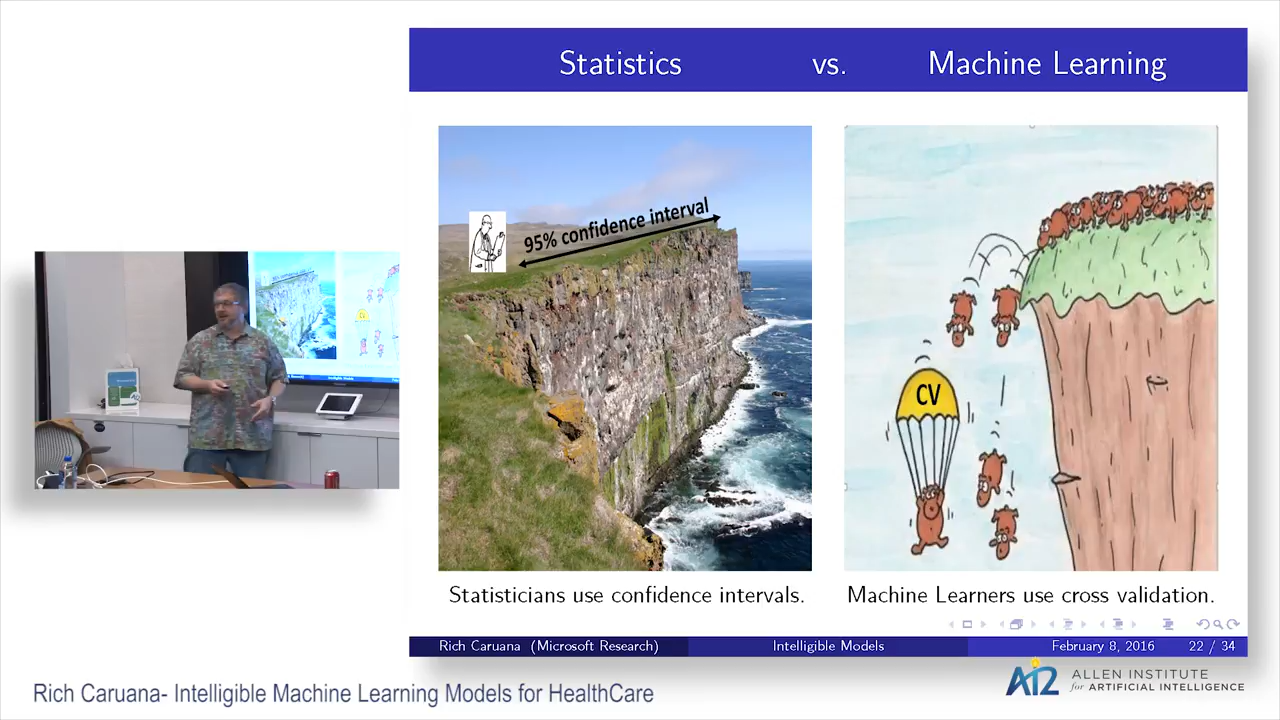 Statistics vs. Machine Learning
95% confidence interval
CV
CV
Statisticians use confidence intervals.
Machine Learners use cross validation.
Rich Caruana (Microsoft Research) Intelligible Models February 8, 2016 22 / 34
Rich Caruana- Intelligible Machine Learning Models for HealthCare
AI2
ALLEN INSTITUTE
for ARTIFICIAL INTELLIGENCE